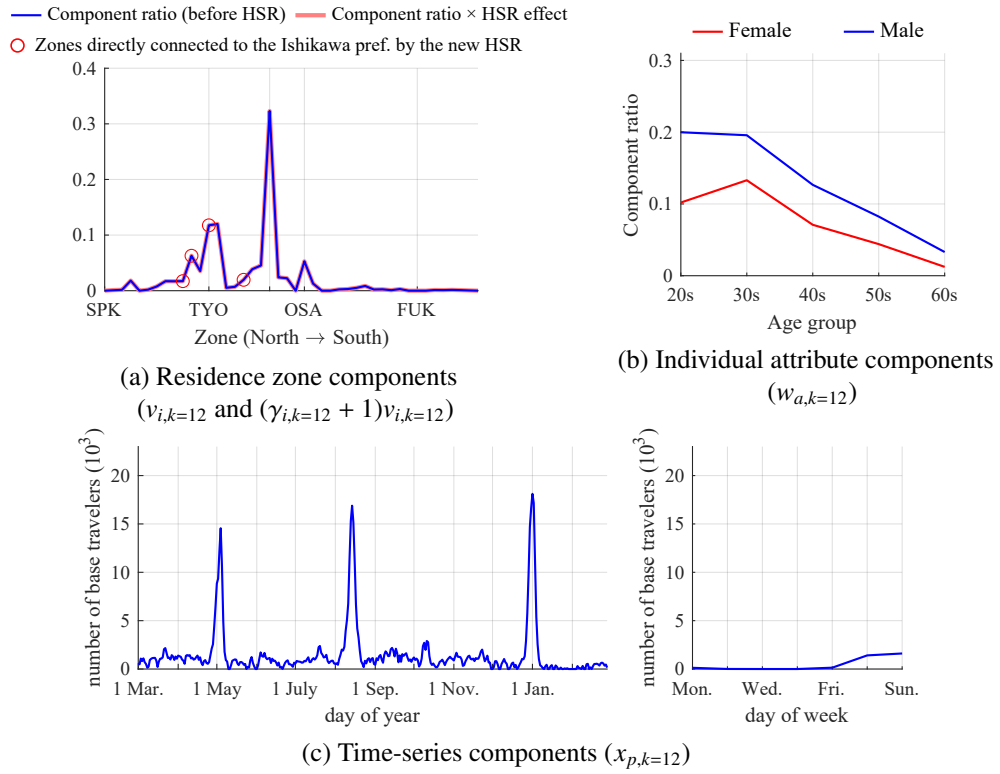 Component ratio (before HSR) Component ratio × HSR effect
Zones directly connected to the Ishikawa pref. by the new HSR
0.4
0.3
0.2
0.1
0
SPK TYO OSA FUK
Zone (North → South)
(a) Residence zone components
(v_{i,k=12} and (γ_{i,k=12} + 1)v_{i,k=12})
Female Male
Component ratio
0.3
0.2
0.1
0
20s 30s 40s 50s 60s
Age group
(b) Individual attribute components
(w_{a,k=12})
number of base travelers (10^3)
20
15
10
5
0
1 Mar. 1 May 1 July 1 Sep. 1 Nov. 1 Jan.
day of year
number of base travelers (10^3)
20
15
10
5
0
Mon. Wed. Fri. Sun.
day of week
(c) Time-series components (x_{p,k=12})